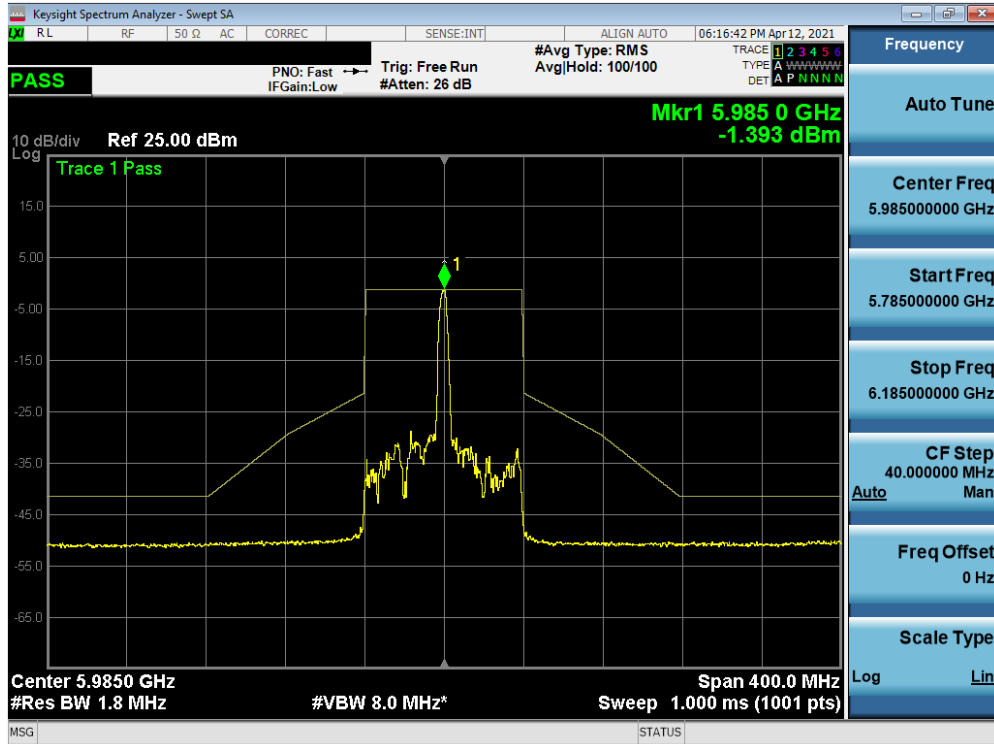 Keysight Spectrum Analyzer - Swept SA
LXI RL RF 50 Ω AC CORREC SENSE:INT ALIGN AUTO 06:16:42 PM Apr 12, 2021
PASS
PNO: Fast
IFGain:Low
Trig: Free Run
#Atten: 26 dB
#Avg Type: RMS
Avg|Hold: 100/100
TRACE 1 2 3 4 5 6
TYPE A WWWWW
DET A P N N N N
Mkr1 5.985 0 GHz
-1.393 dBm
10 dB/div Ref 25.00 dBm
Log
Trace 1 Pass
15.0
5.00
-5.00
-15.0
-25.0
-35.0
-45.0
-55.0
-65.0
1
Center 5.9850 GHz Span 400.0 MHz
#Res BW 1.8 MHz #VBW 8.0 MHz* Sweep 1.000 ms (1001 pts)
MSG STATUS
Frequency
Auto Tune
Center Freq
5.985000000 GHz
Start Freq
5.785000000 GHz
Stop Freq
6.185000000 GHz
CF Step
40.000000 MHz
Auto Man
Freq Offset
0 Hz
Scale Type
Log Lin